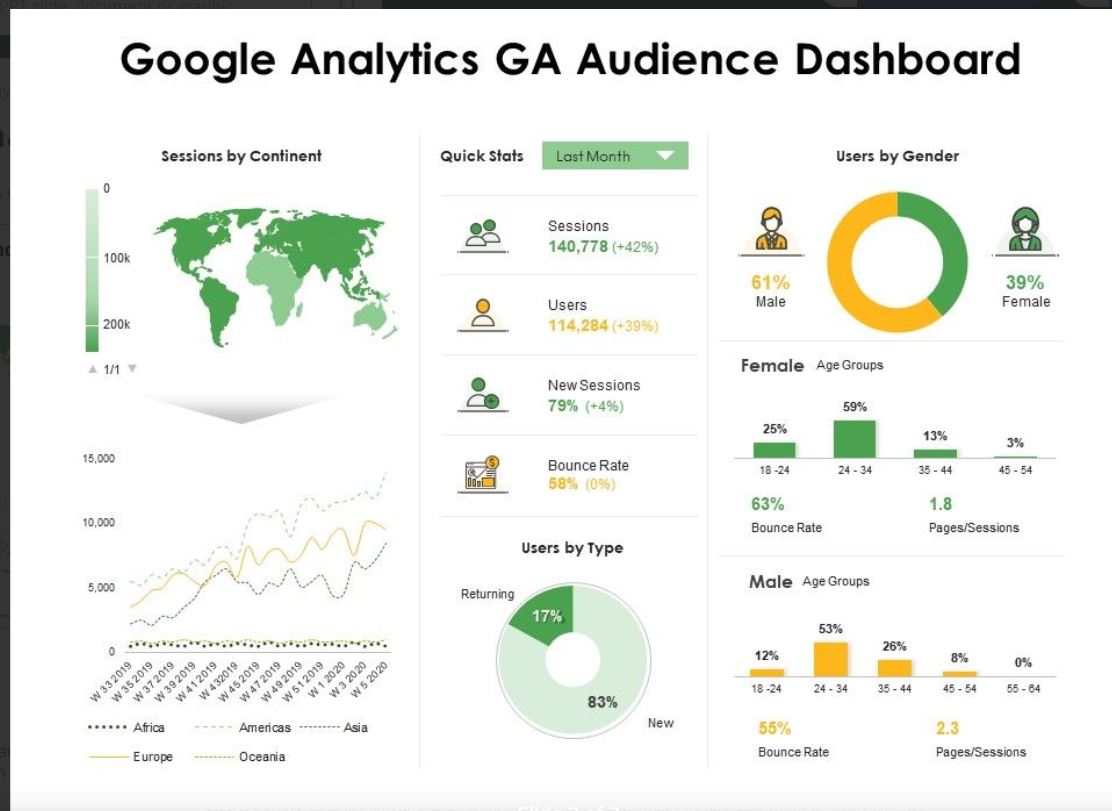 Google Analytics GA Audience Dashboard
Sessions by Continent
0
100k
200k
1/1
15,000
10,000
5,000
0
W 33 2019
W 35 2019
W 37 2019
W 39 2019
W 41 2019
W 432019
W 45 2019
W 47 2019
W 49 2019
W 51 2019
W 1 2020
W 3 2020
W 5 2020
Africa
Americas
Asia
Europe
Oceania
Quick Stats
Last Month
Sessions
140,778 (+42%)
Users
114,284 (+39%)
New Sessions
79% (+4%)
Bounce Rate
58% (0%)
Users by Type
Returning
17%
83%
New
Users by Gender
61%
Male
39%
Female
Female Age Groups
25%
59%
13%
3%
18 -24
24 - 34
35 - 44
45 - 54
63%
Bounce Rate
1.8
Pages/Sessions
Male Age Groups
12%
53%
26%
8%
0%
18 -24
24 - 34
35 - 44
45 - 54
55 - 64
55%
Bounce Rate
2.3
Pages/Sessions